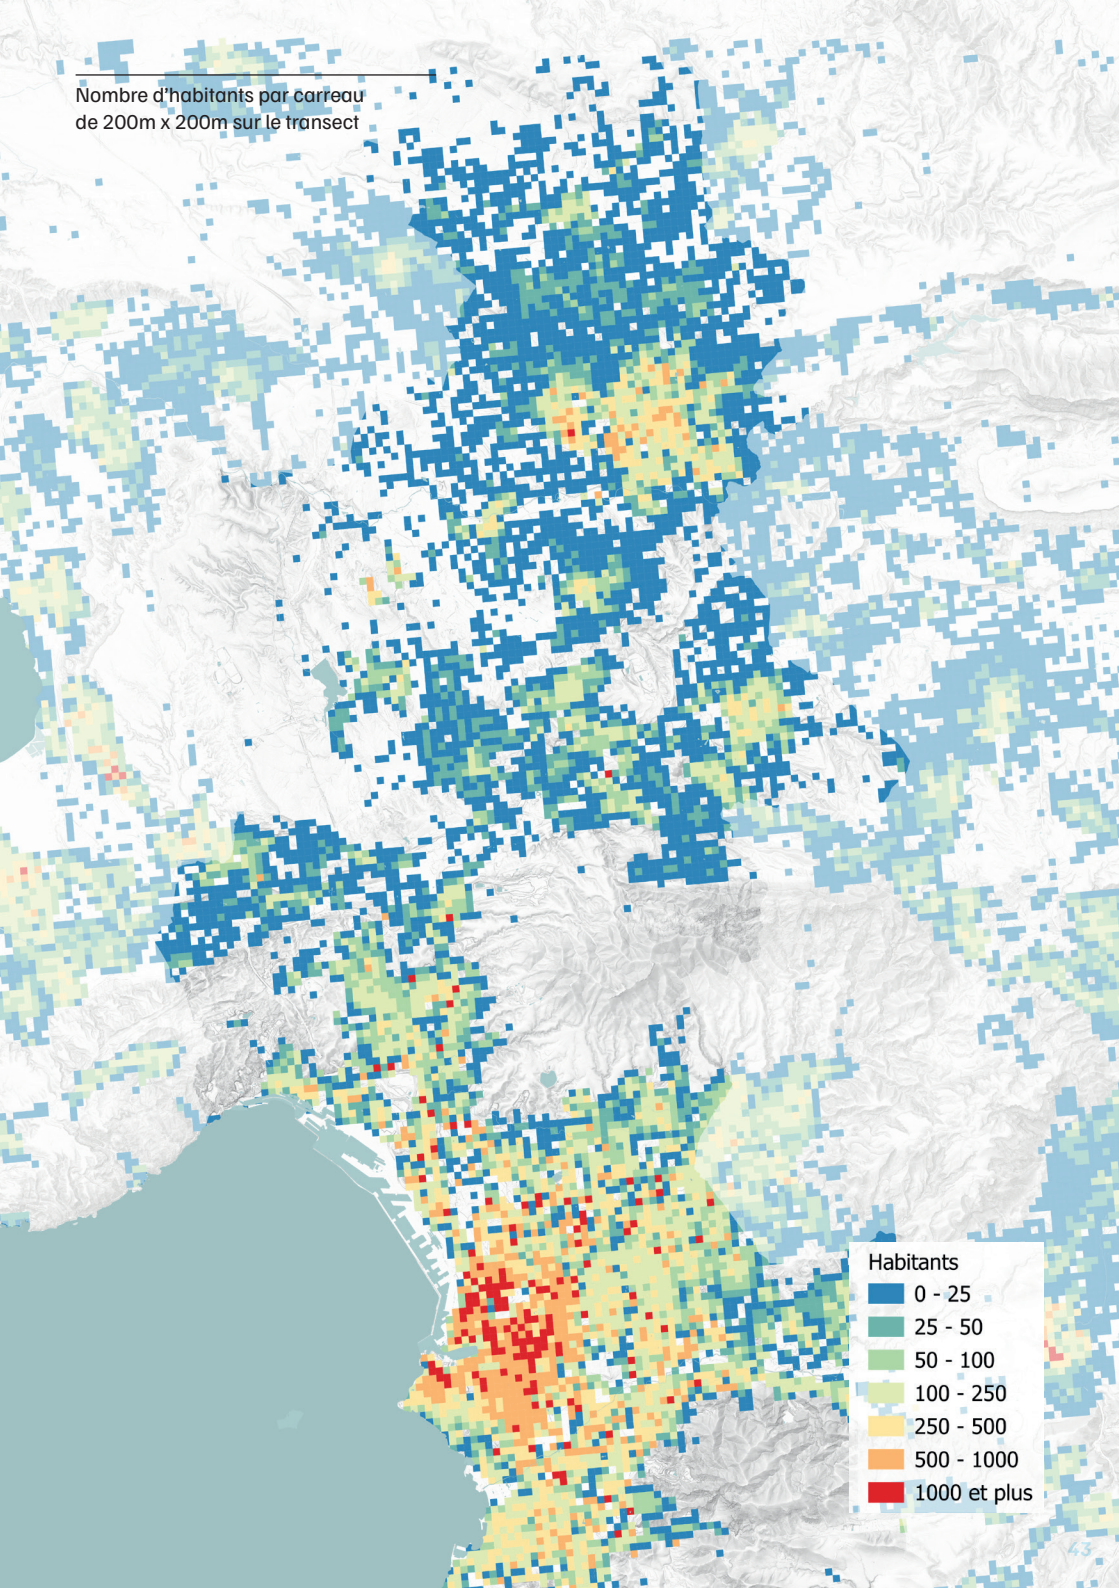 Nombre d'habitants par carreau
de 200m x 200m sur le transect
Habitants
0 - 25
25 - 50
50 - 100
100 - 250
250 - 500
500 - 1000
1000 et plus
43